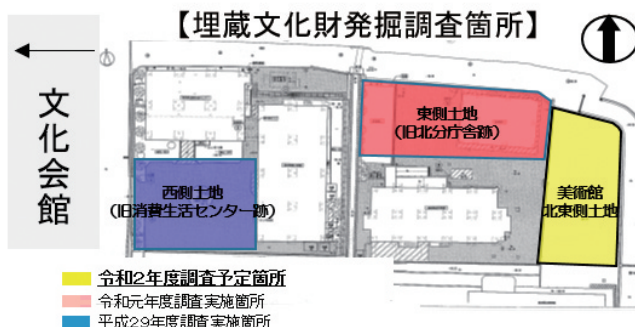 【埋蔵文化財発掘調査箇所】
文化会館
東側土地
(旧北分庁舎跡)
西側土地
(旧消費生活センター跡)
美術館
北東側土地
令和2年度調査予定箇所
令和元年度調査実施箇所
平成29年度調査実施箇所